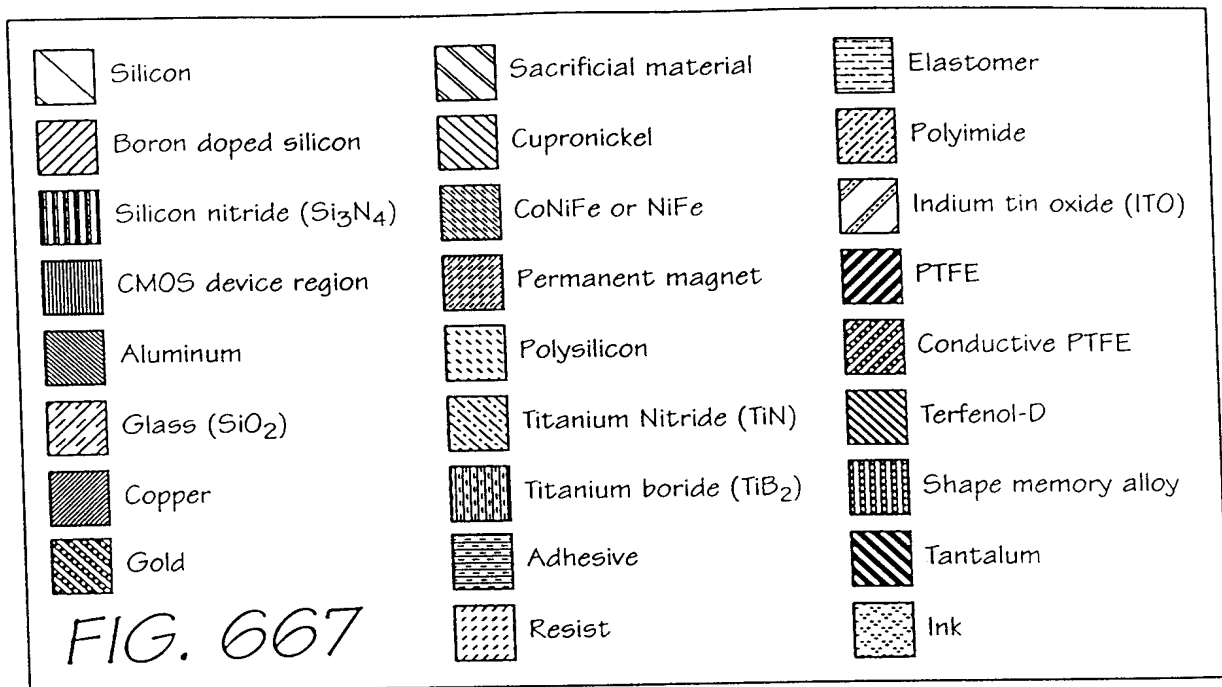 Silicon
Boron doped silicon
Silicon nitride (Si₃N₄)
CMOS device region
Aluminum
Glass (SiO₂)
Copper
Gold
FIG. 667
Sacrificial material
Cupronickel
CoNiFe or NiFe
Permanent magnet
Polysilicon
Titanium Nitride (TiN)
Titanium boride (TiB₂)
Adhesive
Resist
Elastomer
Polyimide
Indium tin oxide (ITO)
PTFE
Conductive PTFE
Terfenol-D
Shape memory alloy
Tantalum
Ink